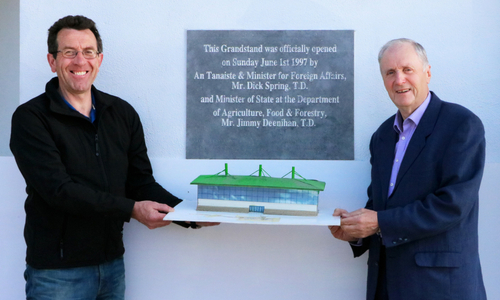 This Grandstand was officially opened
on Sunday June 1st 1997 by
An Tanaiste & Minister for Foreign Affairs,
Mr. Dick Spring, T.D.
and Minister of State at the Department
of Agriculture, Food & Forestry,
Mr. Jimmy Deenihan, T.D.